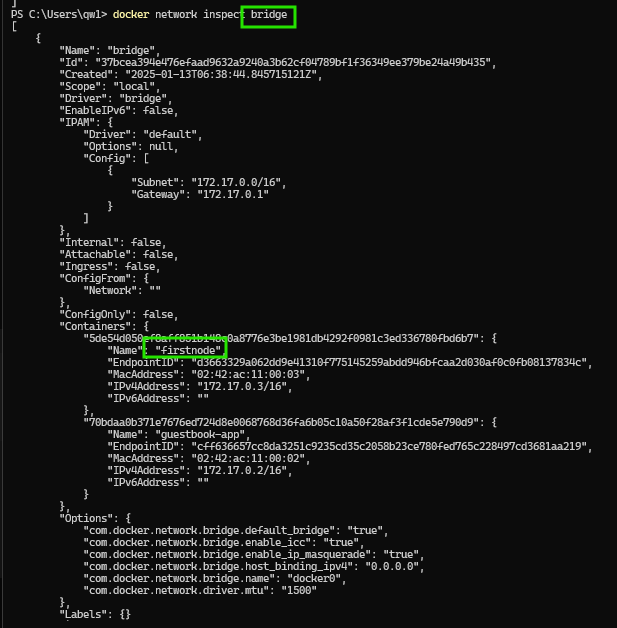 ]
PS C:\Users\qw1> docker network inspect bridge
[
    {
        "Name": "bridge",
        "Id": "37bcea394e476efaad9632a9240a3b62cf04789bf1f36349ee379be24a49b435",
        "Created": "2025-01-13T06:38:44.845715121Z",
        "Scope": "local",
        "Driver": "bridge",
        "EnableIPv6": false,
        "IPAM": {
            "Driver": "default",
            "Options": null,
            "Config": [
                {
                    "Subnet": "172.17.0.0/16",
                    "Gateway": "172.17.0.1"
                }
            ]
        },
        "Internal": false,
        "Attachable": false,
        "Ingress": false,
        "ConfigFrom": {
            "Network": ""
        },
        "ConfigOnly": false,
        "Containers": {
            "5de54d050ef0aff851b140c0a8776e3be1981db4292f0981c3ed336780fbd6b7": {
                "Name": "firstnode",
                "EndpointID": "d3663329a062dd9e41310f775145259abdd946bfcaa2d030af0c0fb08137834c",
                "MacAddress": "02:42:ac:11:00:03",
                "IPv4Address": "172.17.0.3/16",
                "IPv6Address": ""
            },
            "70bdaa0b371e7676ed724d8e0068768d36fa6b05c10a50f28af3f1cde5e790d9": {
                "Name": "guestbook-app",
                "EndpointID": "cff636657cc8da3251c9235cd35c2058b23ce780fed765c228497cd3681aa219",
                "MacAddress": "02:42:ac:11:00:02",
                "IPv4Address": "172.17.0.2/16",
                "IPv6Address": ""
            }
        },
        "Options": {
            "com.docker.network.bridge.default_bridge": "true",
            "com.docker.network.bridge.enable_icc": "true",
            "com.docker.network.bridge.enable_ip_masquerade": "true",
            "com.docker.network.bridge.host_binding_ipv4": "0.0.0.0",
            "com.docker.network.bridge.name": "docker0",
            "com.docker.network.driver.mtu": "1500"
        },
        "Labels": {}